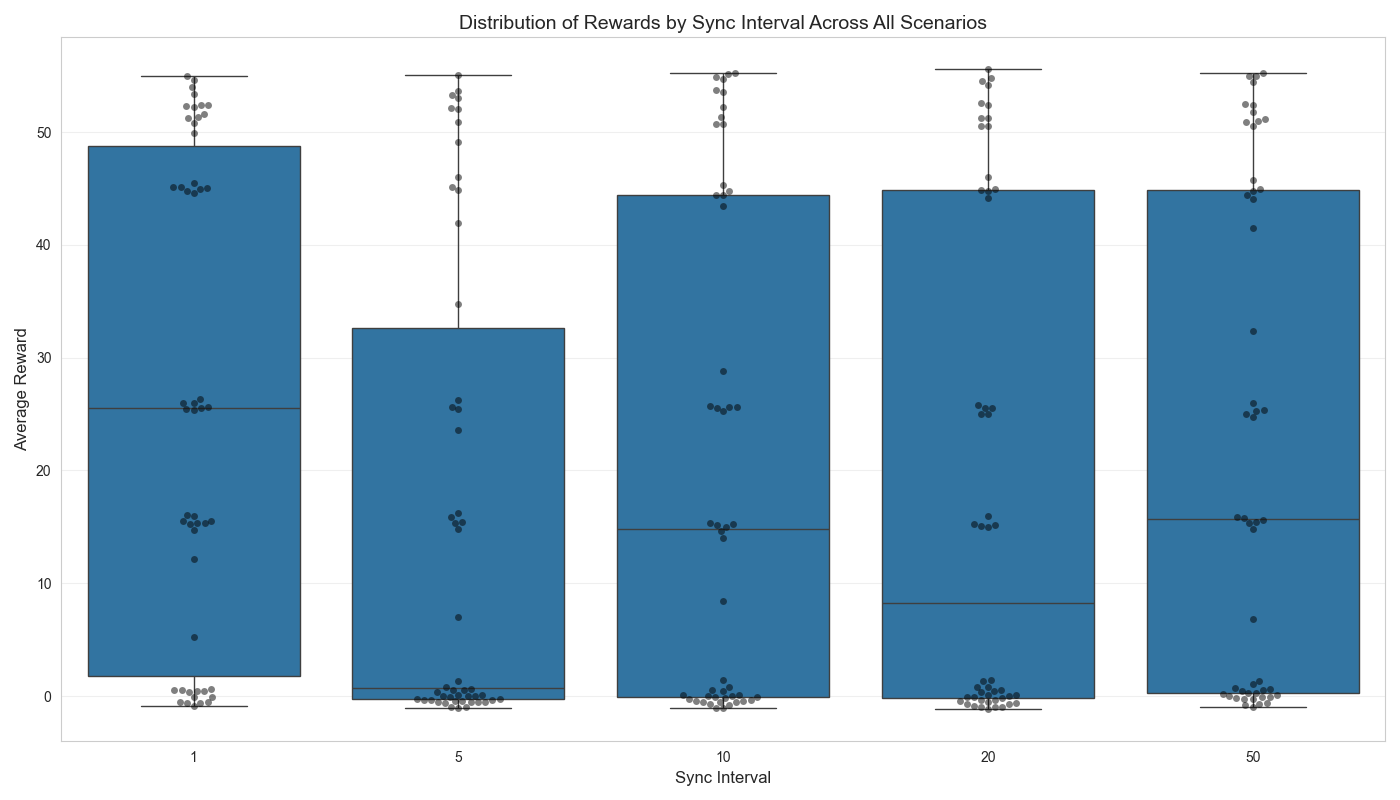 Distribution of Rewards by Sync Interval Across All Scenarios
Average Reward
50
40
30
20
10
0
1 5 10 20 50
Sync Interval